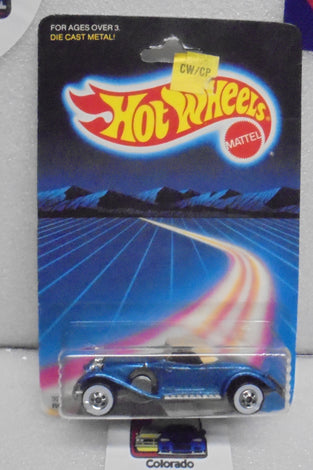 FOR AGES OVER 3.
DIE CAST METAL!
CW/CP
HOT WHEELS
MATTEL
Colorado